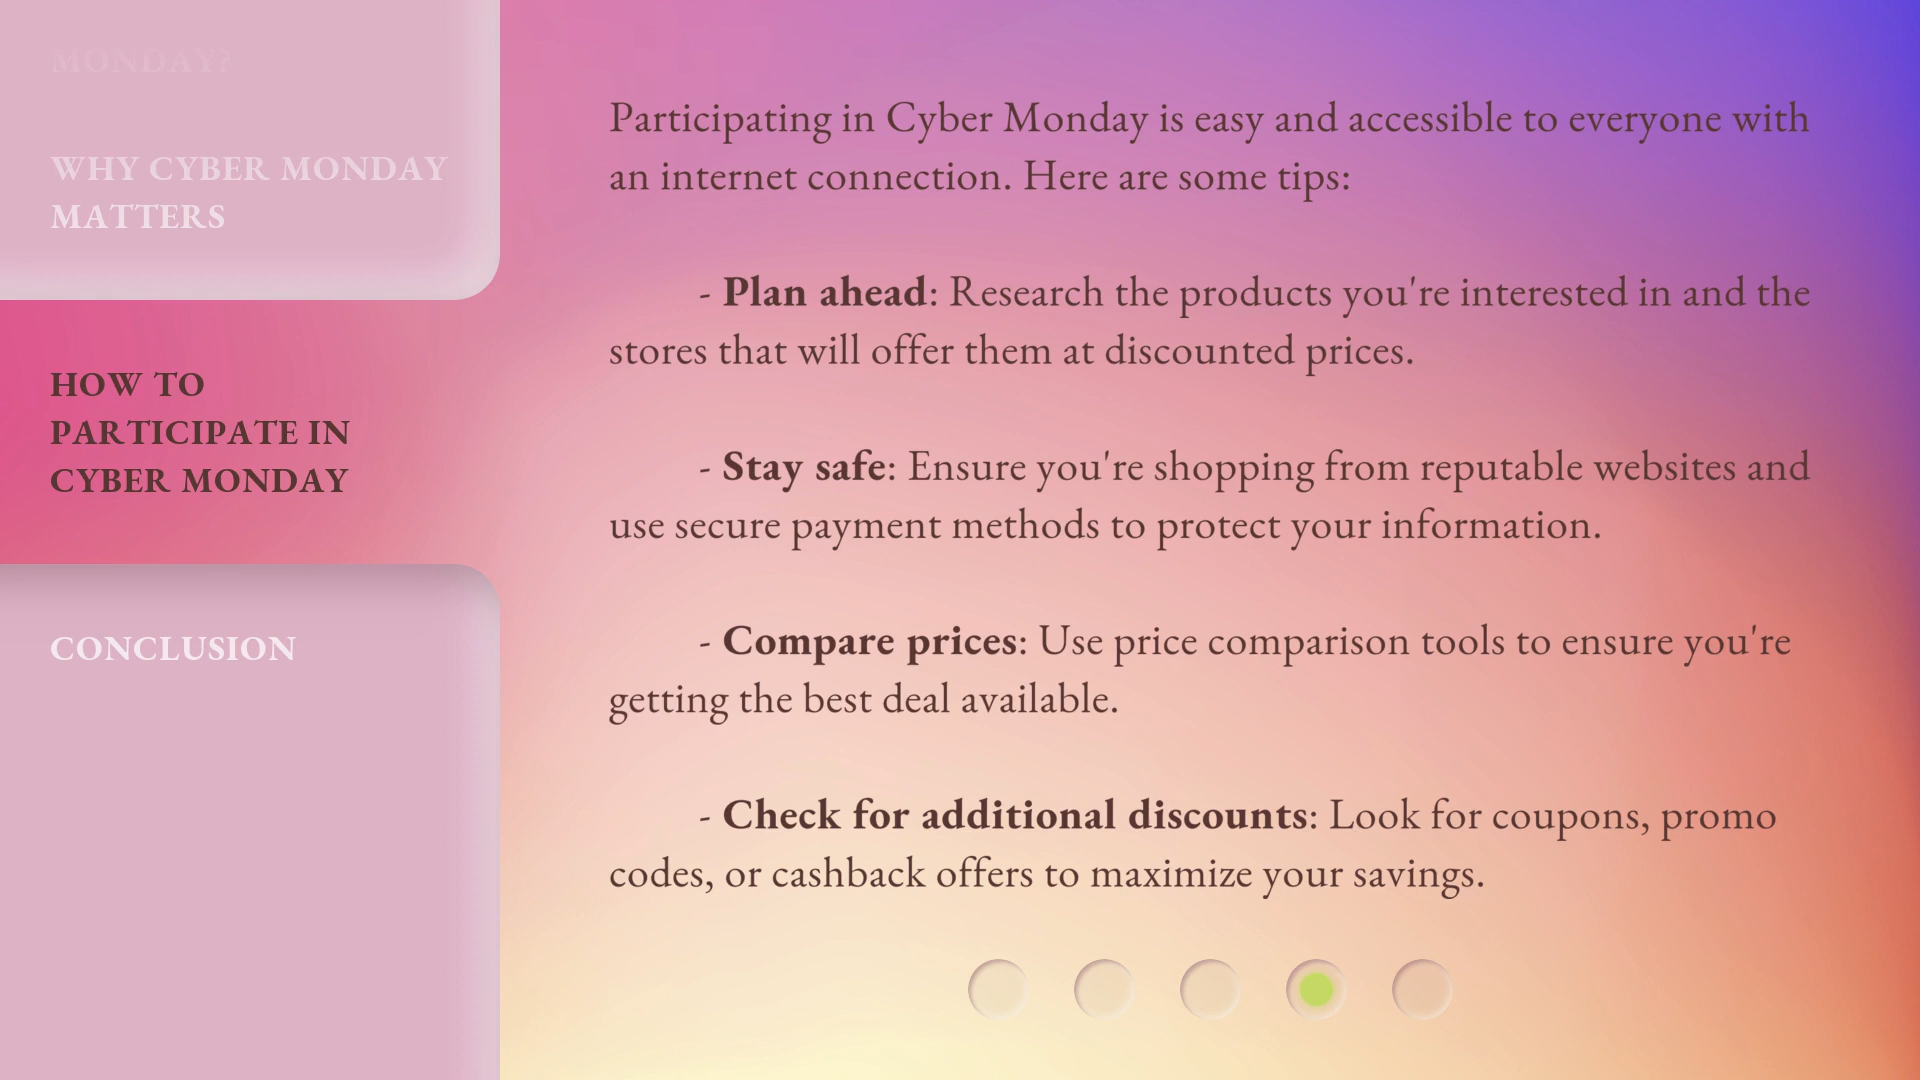 MONDAY?
WHY CYBER MONDAY
MATTERS
HOW TO
PARTICIPATE IN
CYBER MONDAY
CONCLUSION
Participating in Cyber Monday is easy and accessible to everyone with
an internet connection. Here are some tips:
- Plan ahead: Research the products you're interested in and the
stores that will offer them at discounted prices.
- Stay safe: Ensure you're shopping from reputable websites and
use secure payment methods to protect your information.
- Compare prices: Use price comparison tools to ensure you're
getting the best deal available.
- Check for additional discounts: Look for coupons, promo
codes, or cashback offers to maximize your savings.